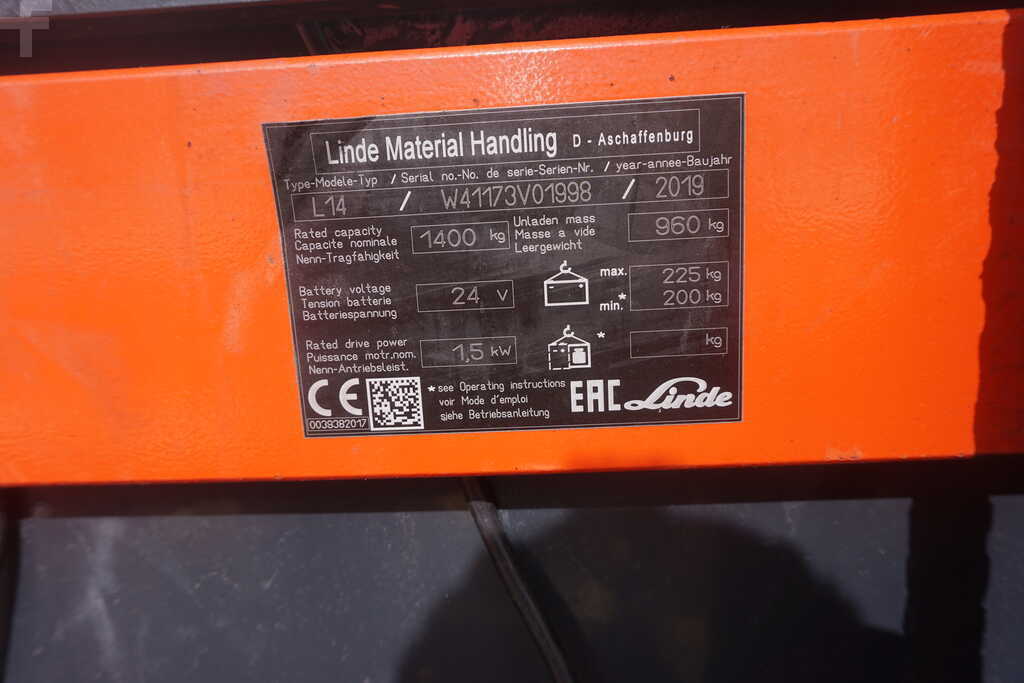 Linde Material Handling D - Aschaffenburg
Type-Modele-Typ / Serial no.-No. de serie-Serien-Nr. / year-annee-Baujahr
L14 / W41173V01998 / 2019
Rated capacity
Capacite nominale
Nenn-Tragfähigkeit
1400 kg
Unladen mass
Masse a vide
Leergewicht
960 kg
Battery voltage
Tension batterie
Batteriespannung
24 V
max. 225 kg
min.* 200 kg
Rated drive power
Puissance motr.nom.
Nenn-Antriebsleist.
1,5 kW
* kg
CE
0038382017
* see Operating instructions
voir Mode d'emploi
siehe Betriebsanleitung
EAC Linde